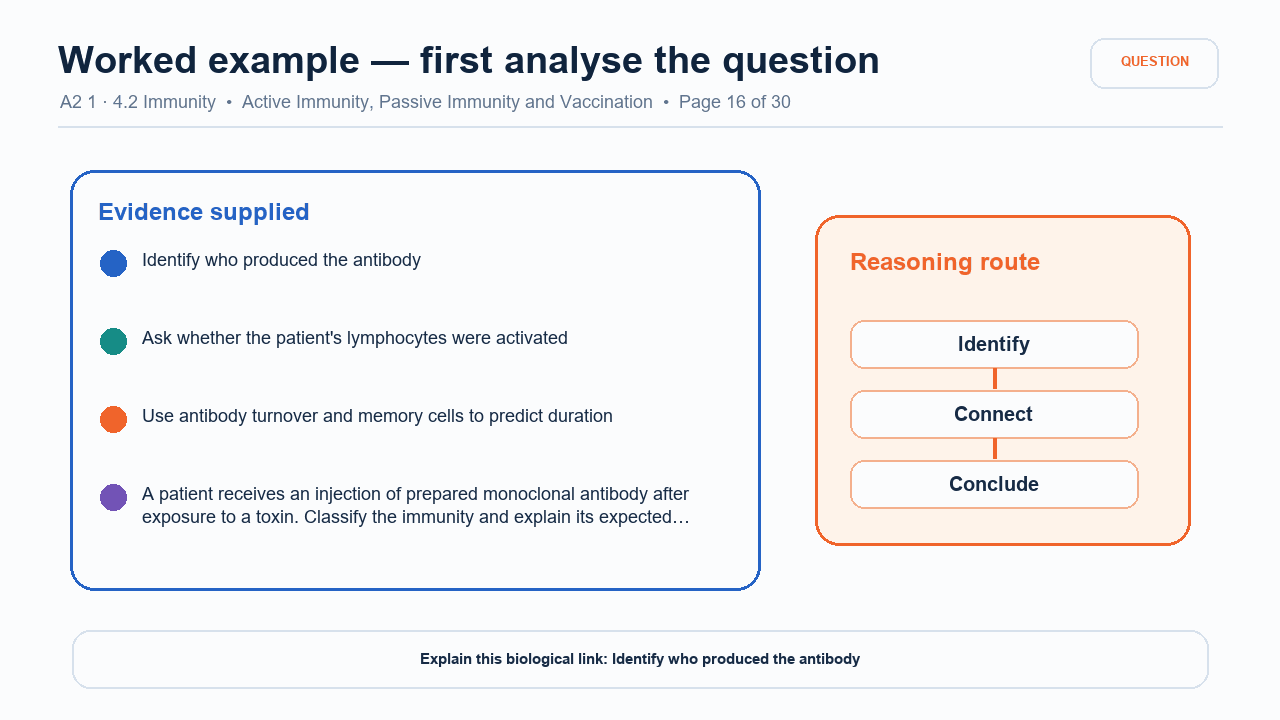 Worked example — first analyse the question
QUESTION
A2 1 · 4.2 Immunity • Active Immunity, Passive Immunity and Vaccination • Page 16 of 30
Evidence supplied
Identify who produced the antibody
Ask whether the patient's lymphocytes were activated
Use antibody turnover and memory cells to predict duration
A patient receives an injection of prepared monoclonal antibody after
exposure to a toxin. Classify the immunity and explain its expected…
Reasoning route
Identify
Connect
Conclude
Explain this biological link: Identify who produced the antibody